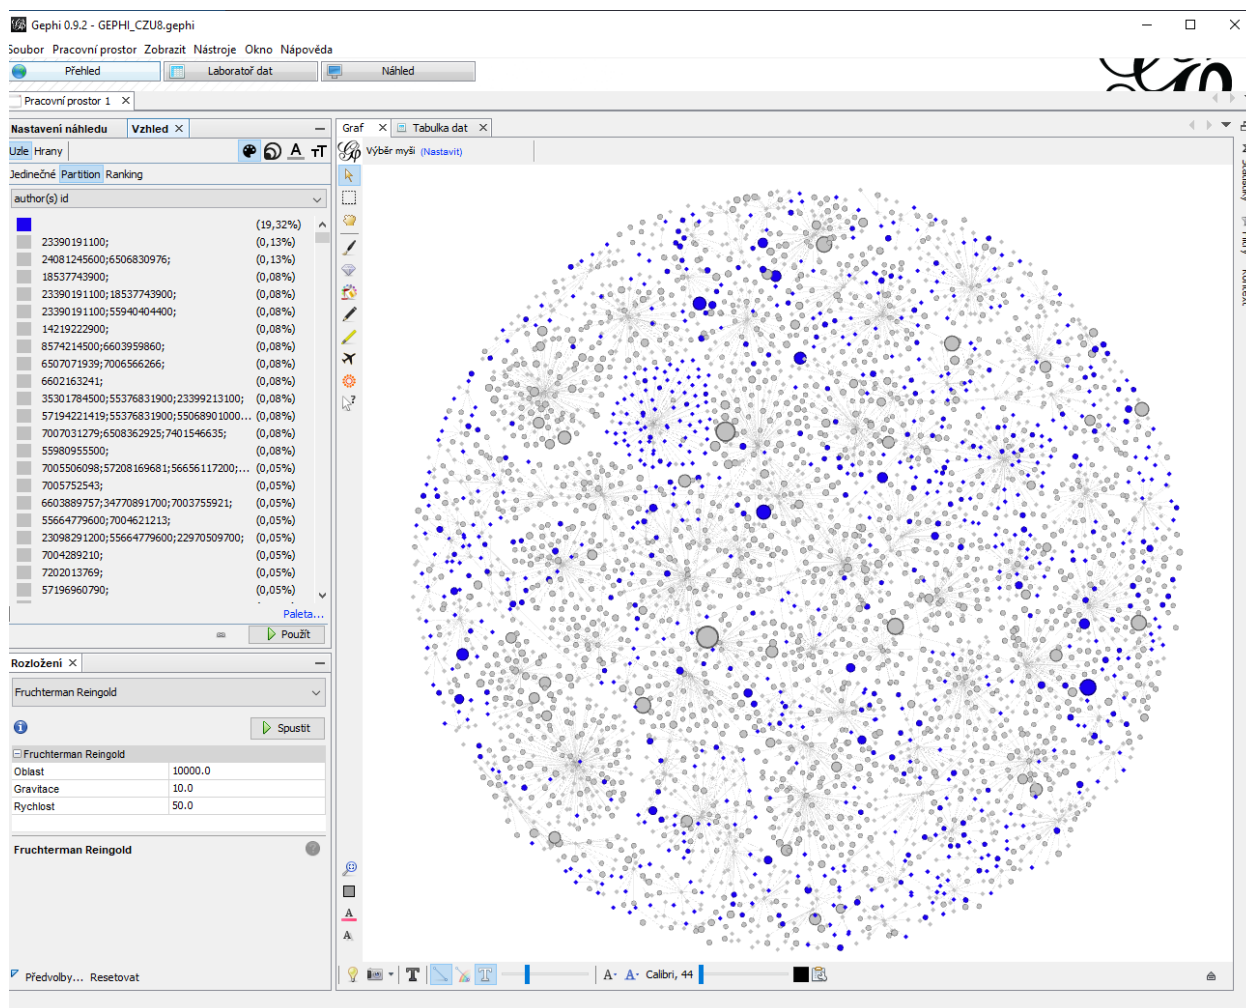 Gephi 0.9.2 - GEPHI_CZU8.gephi
Soubor Pracovní prostor Zobrazit Nástroje Okno Nápověda
Přehled Laboratoř dat Náhled
Pracovní prostor 1
Nastavení náhledu Vzhled
Graf Tabulka dat
Uzle Hrany
Výběr myši (Nastavit)
Jedinečné Partition Ranking
author(s) id
(19,32%)
23390191100; (0,13%)
24081245600;6506830976; (0,13%)
18537743900; (0,08%)
23390191100;18537743900; (0,08%)
23390191100;55940404400; (0,08%)
14219222900; (0,08%)
8574214500;6603959860; (0,08%)
6507071939;7006566266; (0,08%)
6602163241; (0,08%)
35301784500;55376831900;23399213100; (0,08%)
57194221419;55376831900;55068901000... (0,08%)
7007031279;6508362925;7401546635; (0,08%)
55980955500; (0,08%)
7005506098;57208169681;56656117200;... (0,05%)
7005752543; (0,05%)
6603889757;34770891700;7003755921; (0,05%)
55664779600;7004621213; (0,05%)
23098291200;55664779600;22970509700; (0,05%)
7004289210; (0,05%)
7202013769; (0,05%)
57196960790; (0,05%)
Paleta...
Použít
Rozložení
Fruchterman Reingold
Spustit
Fruchterman Reingold
Oblast 10000.0
Gravitace 10.0
Rychlost 50.0
Fruchterman Reingold
Předvolby... Resetovat
Calibri, 44